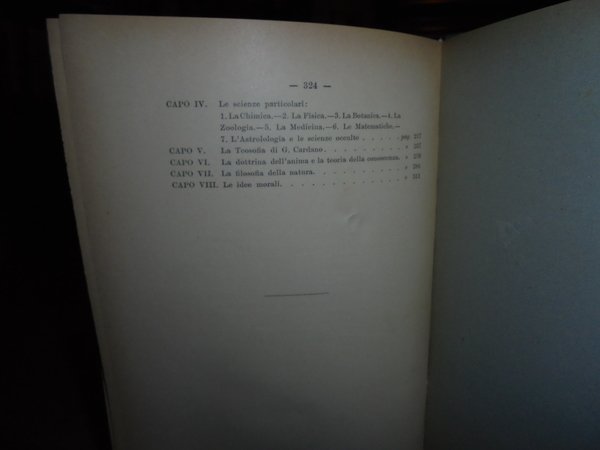 — 324 —
CAPO IV. Le scienze particolari:
1. La Chimica.—2. La Fisica.—3. La Botanica.—4. La
Zoologia.—5. La Medicina,—6. Le Matematiche.—
7. L'Astrolologia e le scienze occulto . . . . . pag. 217
CAPO V. La Teosofia di G. Cardano. . . . . . . . . . »
CAPO VI. La dottrina dell'anima e la teoria della conoscenza. »
CAPO VII. La filosofia della natura. . . . . . . . . . »
CAPO VIII. Le idee morali. . . . . . . . . . . . . »